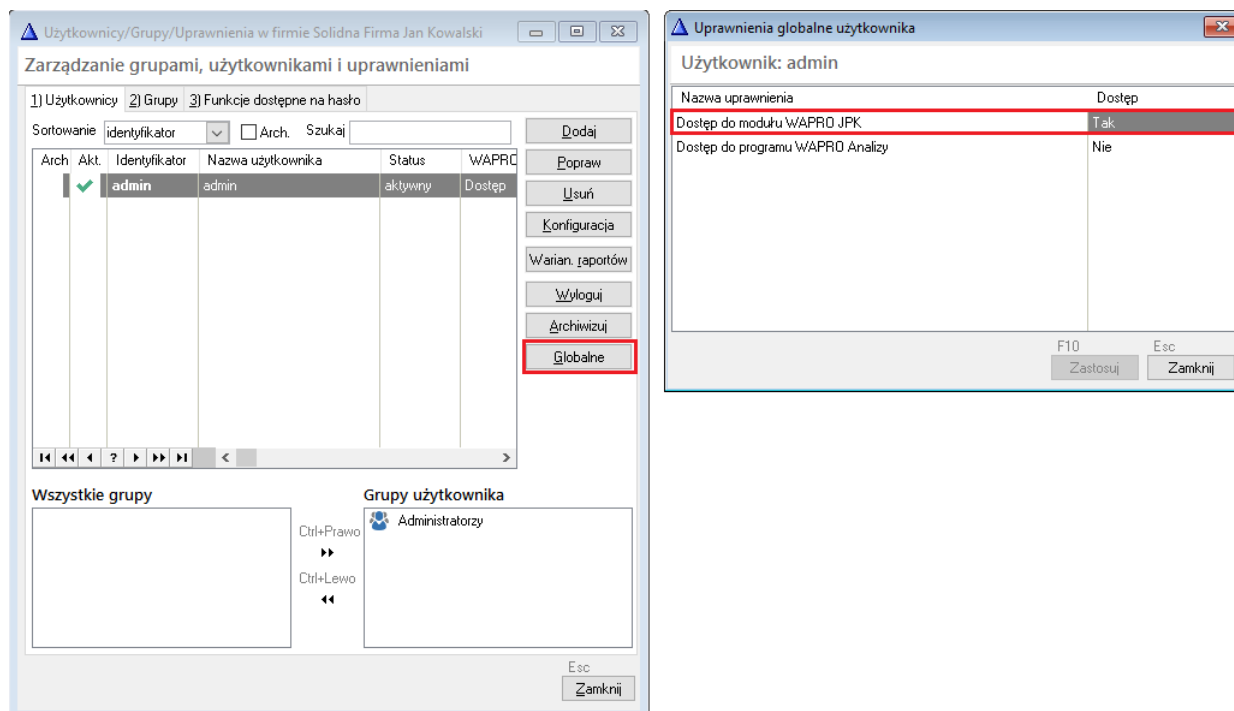 Użytkownicy/Grupy/Uprawnienia w firmie Solidna Firma Jan Kowalski
Zarządzanie grupami, użytkownikami i uprawnieniami
1) Użytkownicy 2) Grupy 3) Funkcje dostępne na hasło
Sortowanie identyfikator Arch. Szukaj Dodaj
Arch Akt. Identyfikator Nazwa użytkownika Status WAPRO
Popraw
admin admin aktywny Dostęp
Usuń
Konfiguracja
Warian. raportów
Wyloguj
Archiwizuj
Globalne
?
Wszystkie grupy Grupy użytkownika
Administratorzy
Ctrl+Prawo
Ctrl+Lewo
Esc
Zamknij
Uprawnienia globalne użytkownika
Użytkownik: admin
Nazwa uprawnienia Dostęp
Dostęp do modułu WAPRO JPK Tak
Dostęp do programu WAPRO Analizy Nie
F10 Esc
Zastosuj Zamknij